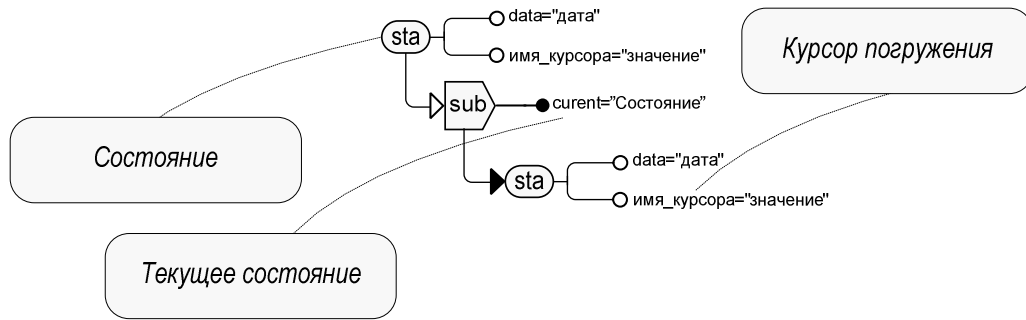 data="дата"
sta
имя_курсора="значение"
Курсор погружения
sub
curent="Состояние"
Состояние
data="дата"
sta
имя_курсора="значение"
Текущее состояние